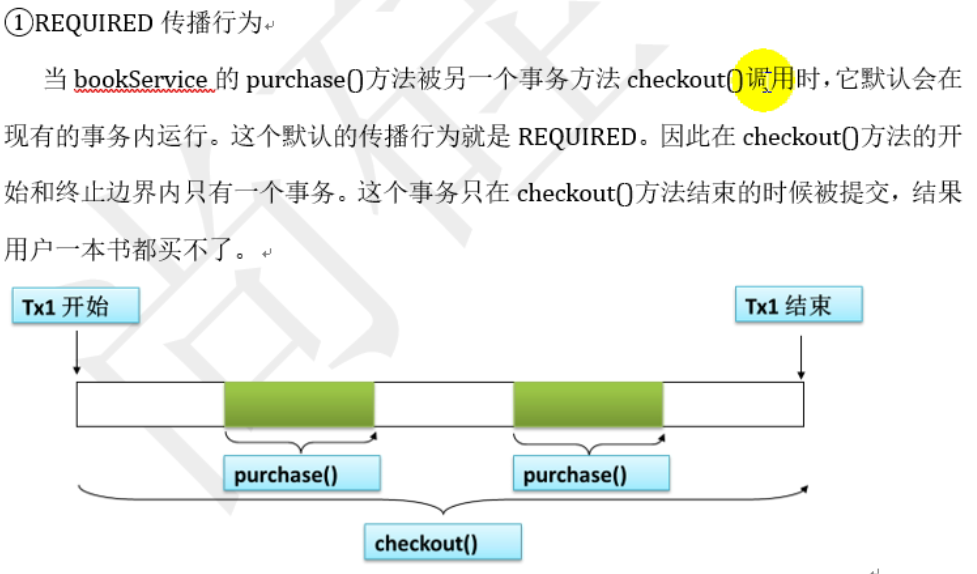 ①REQUIRED 传播行为
当 bookService 的 purchase()方法被另一个事务方法 checkout()调用时，它默认会在
现有的事务内运行。这个默认的传播行为就是 REQUIRED。因此在 checkout()方法的开
始和终止边界内只有一个事务。这个事务只在 checkout()方法结束的时候被提交，结果
用户一本书都买不了。
Tx1 开始
Tx1 结束
purchase()
purchase()
checkout()